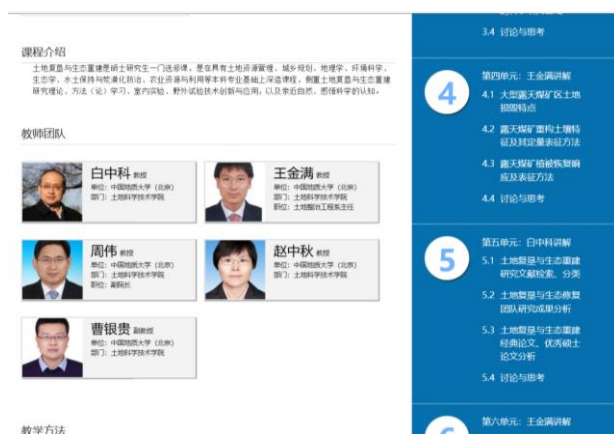 课程介绍
土地复垦与生态重建是硕士研究生一门选修课，是在具有土地资源管理、城乡规划、地理学、环境科学、
生态学、水土保持与荒漠化防治、农业资源与利用等本科专业基础上深造课程，侧重土地复垦与生态重建
研究理论、方法（论）学习、室内实验、野外试验技术创新与应用，以及亲近自然、感悟科学的认知。
教师团队
白中科 教授
单位：中国地质大学（北京）
部门：土地科学技术学院
王金满 教授
单位：中国地质大学（北京）
部门：土地科学技术学院
职位：土地整治工程系主任
周伟 教授
单位：中国地质大学（北京）
部门：土地科学技术学院
职位：副院长
赵中秋 教授
单位：中国地质大学（北京）
部门：土地科学技术学院
曹银贵 副教授
单位：中国地质大学（北京）
部门：土地科学技术学院
教学方法
3.4 讨论与思考
4
第四单元：王金满讲解
4.1 大型露天煤矿区土地
损毁特点
4.2 露天煤矿重构土壤特
征及其定量表征方法
4.3 露天煤矿植被恢复响
应及表征方法
4.4 讨论与思考
5
第五单元：白中科讲解
5.1 土地复垦与生态重建
研究文献检索、分类
5.2 土地复垦与生态修复
团队研究成果分析
5.3 土地复垦与生态重建
经典论文、优秀硕士
论文分析
5.4 讨论与思考
6
第六单元：王金满讲解